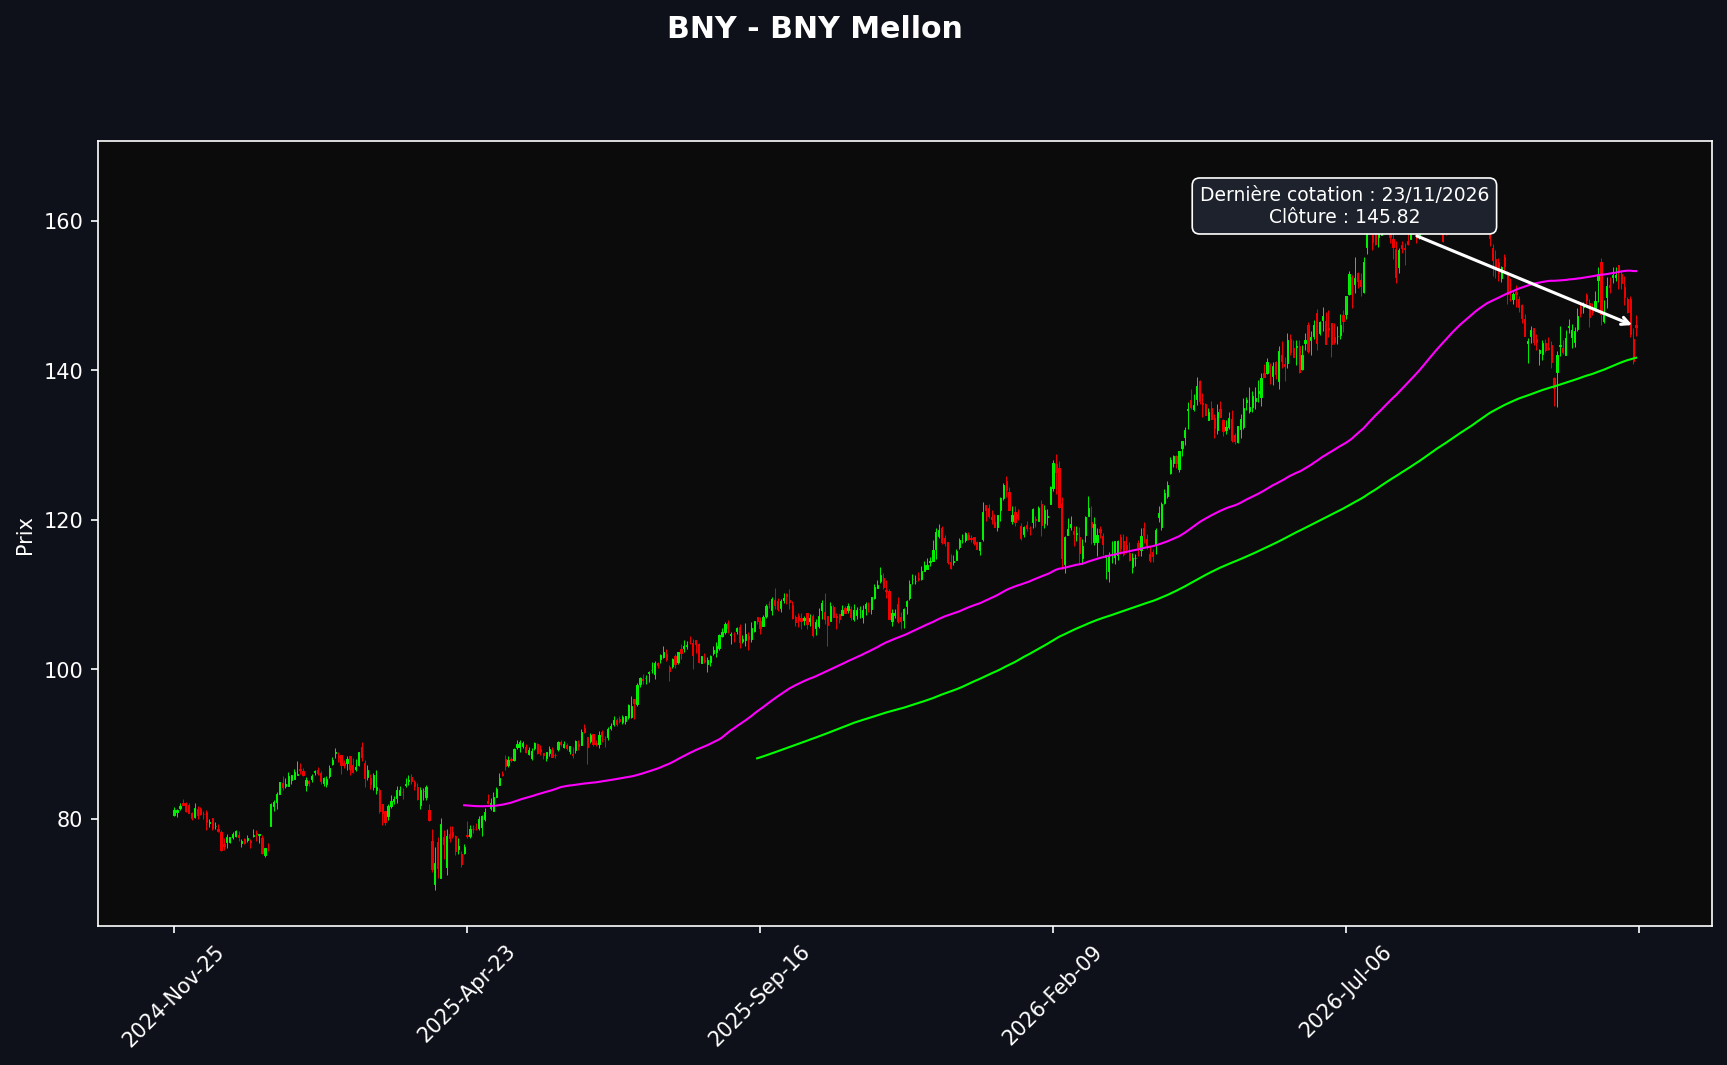 BNY - BNY Mellon
Dernière cotation : 23/11/2026
Clôture : 145.82
Prix
160
140
120
100
80
2024-Nov-25
2025-Apr-23
2025-Sep-16
2026-Feb-09
2026-Jul-06